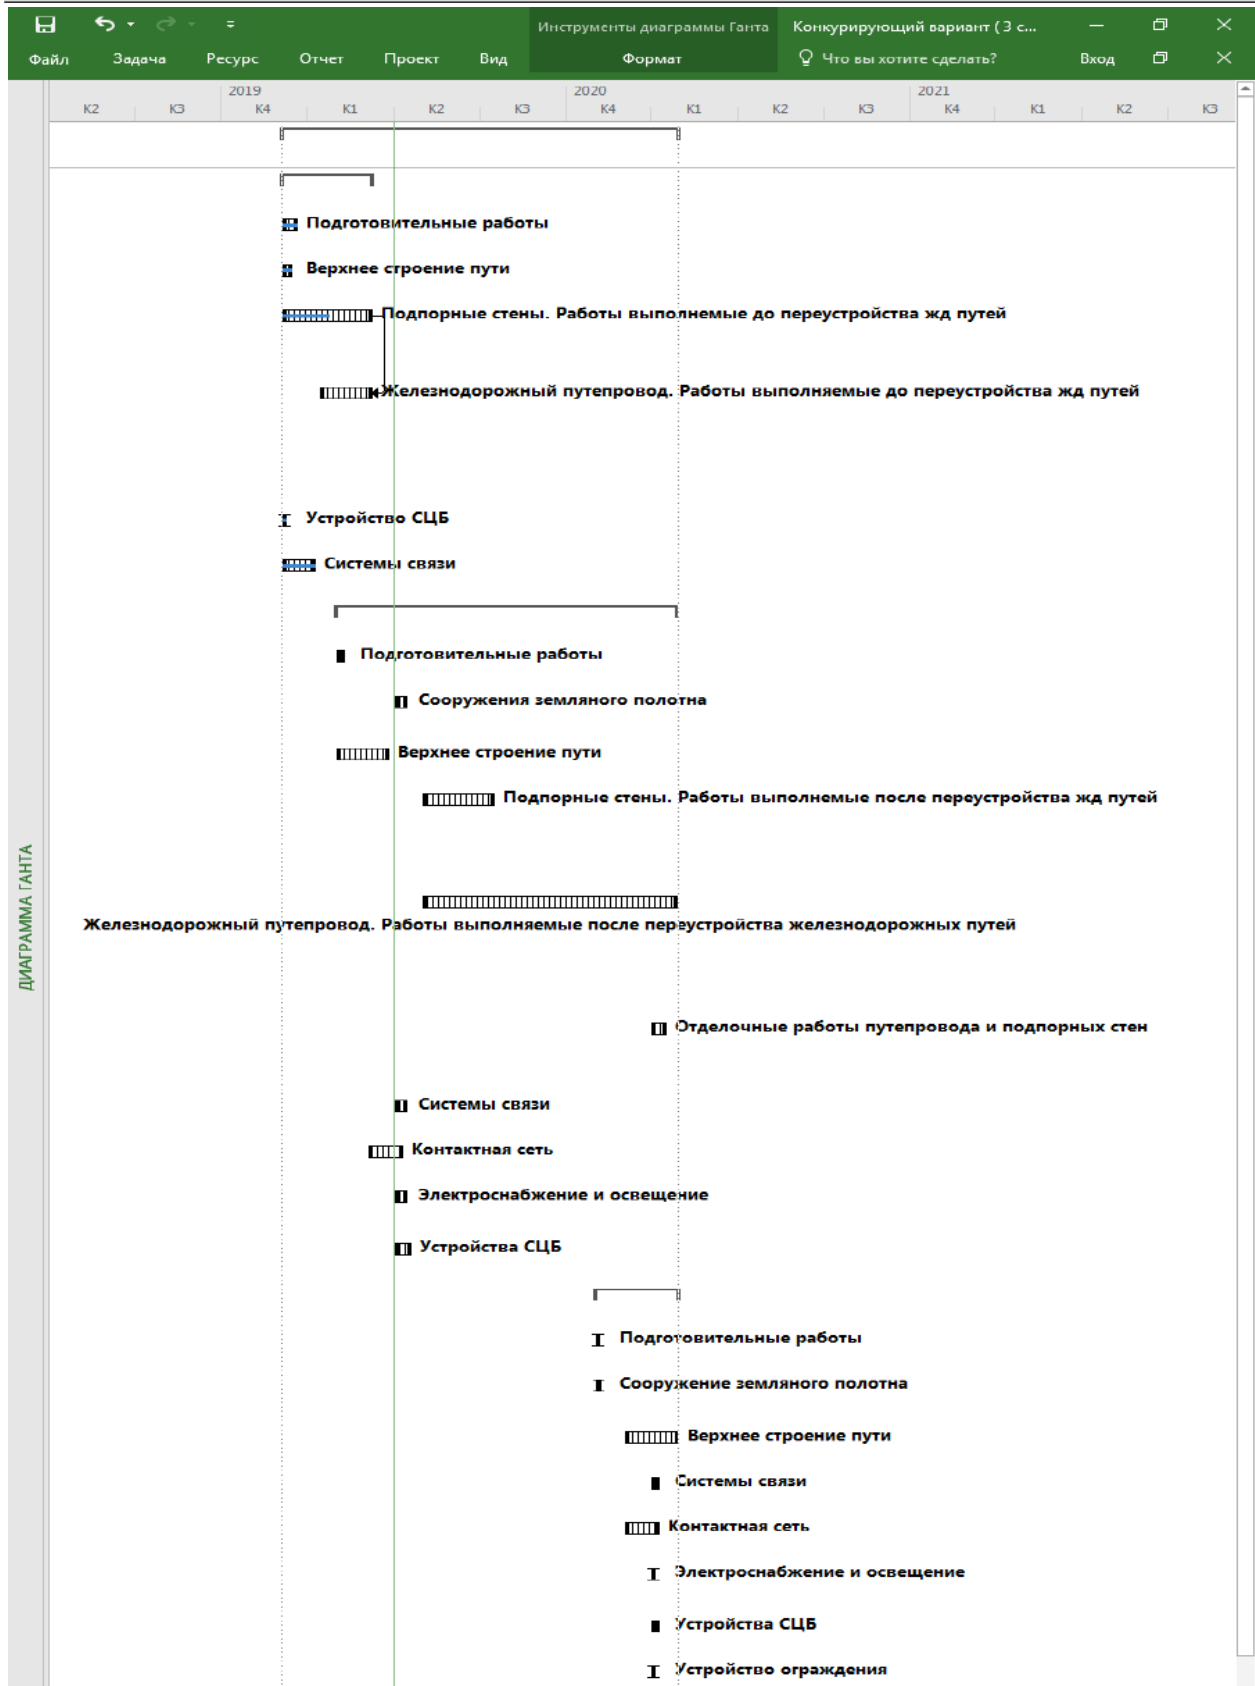 Инструменты диаграммы Ганта Конкурирующий вариант ( 3 с...
Файл Задача Ресурс Отчет Проект Вид Формат Что вы хотите сделать? Вход
2019 2020 2021
К2 К3 К4 К1 К2 К3 К4 К1 К2 К3 К4 К1 К2 К3
Подготовительные работы
Верхнее строение пути
Подпорные стены. Работы выполнемые до переустройства жд путей
Железнодорожный путепровод. Работы выполняемые до переустройства жд путей
Устройство СЦБ
Системы связи
Подготовительные работы
Сооружения земляного полотна
Верхнее строение пути
Подпорные стены. Работы выполнемые после переустройства жд путей
ДИАГРАММА ГАНТА
Железнодорожный путепровод. Работы выполняемые после переустройства железнодорожных путей
Отделочные работы путепровода и подпорных стен
Системы связи
Контактная сеть
Электроснабжение и освещение
Устройства СЦБ
Подготовительные работы
Сооружение земляного полотна
Верхнее строение пути
Системы связи
Контактная сеть
Электроснабжение и освещение
Устройства СЦБ
Устройство ограждения